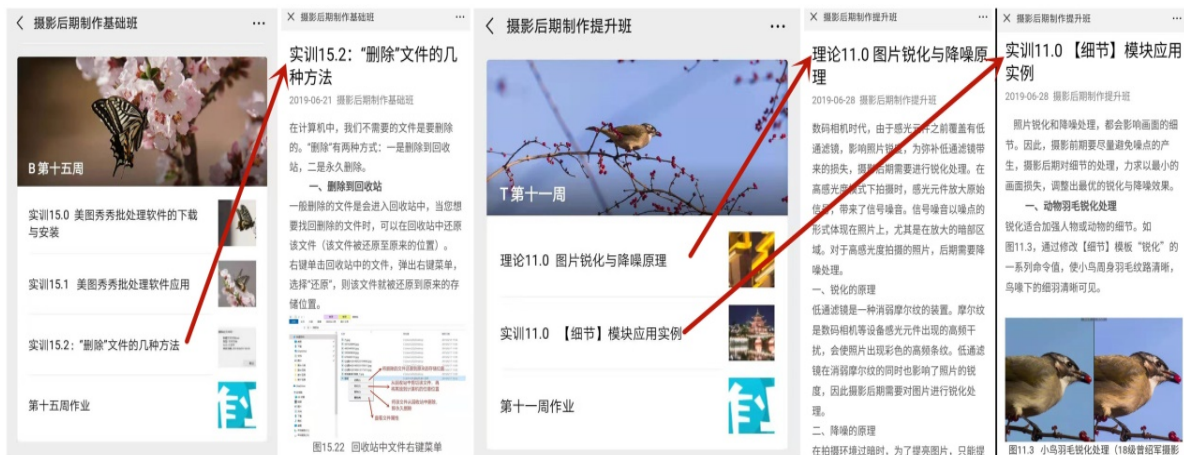 摄影后期制作基础班
B 第十五周
实训15.0 美图秀秀批处理软件的下载
与安装
实训15.1 美图秀秀批处理软件应用
实训15.2：“删除”文件的几种方法
第十五周作业
摄影后期制作基础班
实训15.2：“删除”文件的几
种方法
2019-06-21 摄影后期制作基础班
在计算机中，我们不需要的文件是要删除
的。“删除”有两种方式：一是删除到回收
站，二是永久删除。
一、删除到回收站
一般删除的文件是会进入回收站中，当您想
要找回删除的文件时，可以在回收站中还原
该文件（该文件被还原至原来的位置）。
右键单击回收站中的文件，弹出右键菜单，
选择“还原”，则该文件就被还原到原来的存
储位置。
图15.22 回收站中文件右键菜单
摄影后期制作提升班
T 第十一周
理论11.0 图片锐化与降噪原理
实训11.0 【细节】模块应用实例
第十一周作业
摄影后期制作提升班
理论11.0 图片锐化与降噪原
理
2019-06-28 摄影后期制作提升班
数码相机时代，由于感光元件之前覆盖有低
通滤镜，影响照片锐度，为弥补低通滤镜带
来的损失，摄影后期需要进行锐化处理。在
高感光度模式下拍摄时，感光元件放大原始
信号，带来了信号噪音。信号噪音以噪点的
形式体现在照片上，尤其是在放大的暗部区
域。对于高感光度拍摄的照片，后期需要降
噪处理。
一、锐化的原理
低通滤镜是一种消弱摩尔纹的装置。摩尔纹
是数码相机等设备感光元件出现的高频干
扰，会使照片出现彩色的高频条纹。低通滤
镜在消弱摩尔纹的同时也影响了照片的锐
度，因此摄影后期需要对图片进行锐化处
理。
二、降噪的原理
在拍摄环境过暗时，为了提亮图片，只能提
摄影后期制作提升班
实训11.0 【细节】模块应用
实例
2019-06-28 摄影后期制作提升班
照片锐化和降噪处理，都会影响画面的细
节。因此，摄影前期要尽量避免噪点的产
生，摄影后期对细节的处理，力求以最小的
画面损失，调整出最优的锐化与降噪效果。
一、动物羽毛锐化处理
锐化适合加强人物或动物的细节。如
图11.3，通过修改【细节】模板“锐化”的
一系列命令值，使小鸟周身羽毛纹路清晰，
鸟喙下的细羽清晰可见。
图11.3 小鸟羽毛锐化处理（18级曾绍军摄影